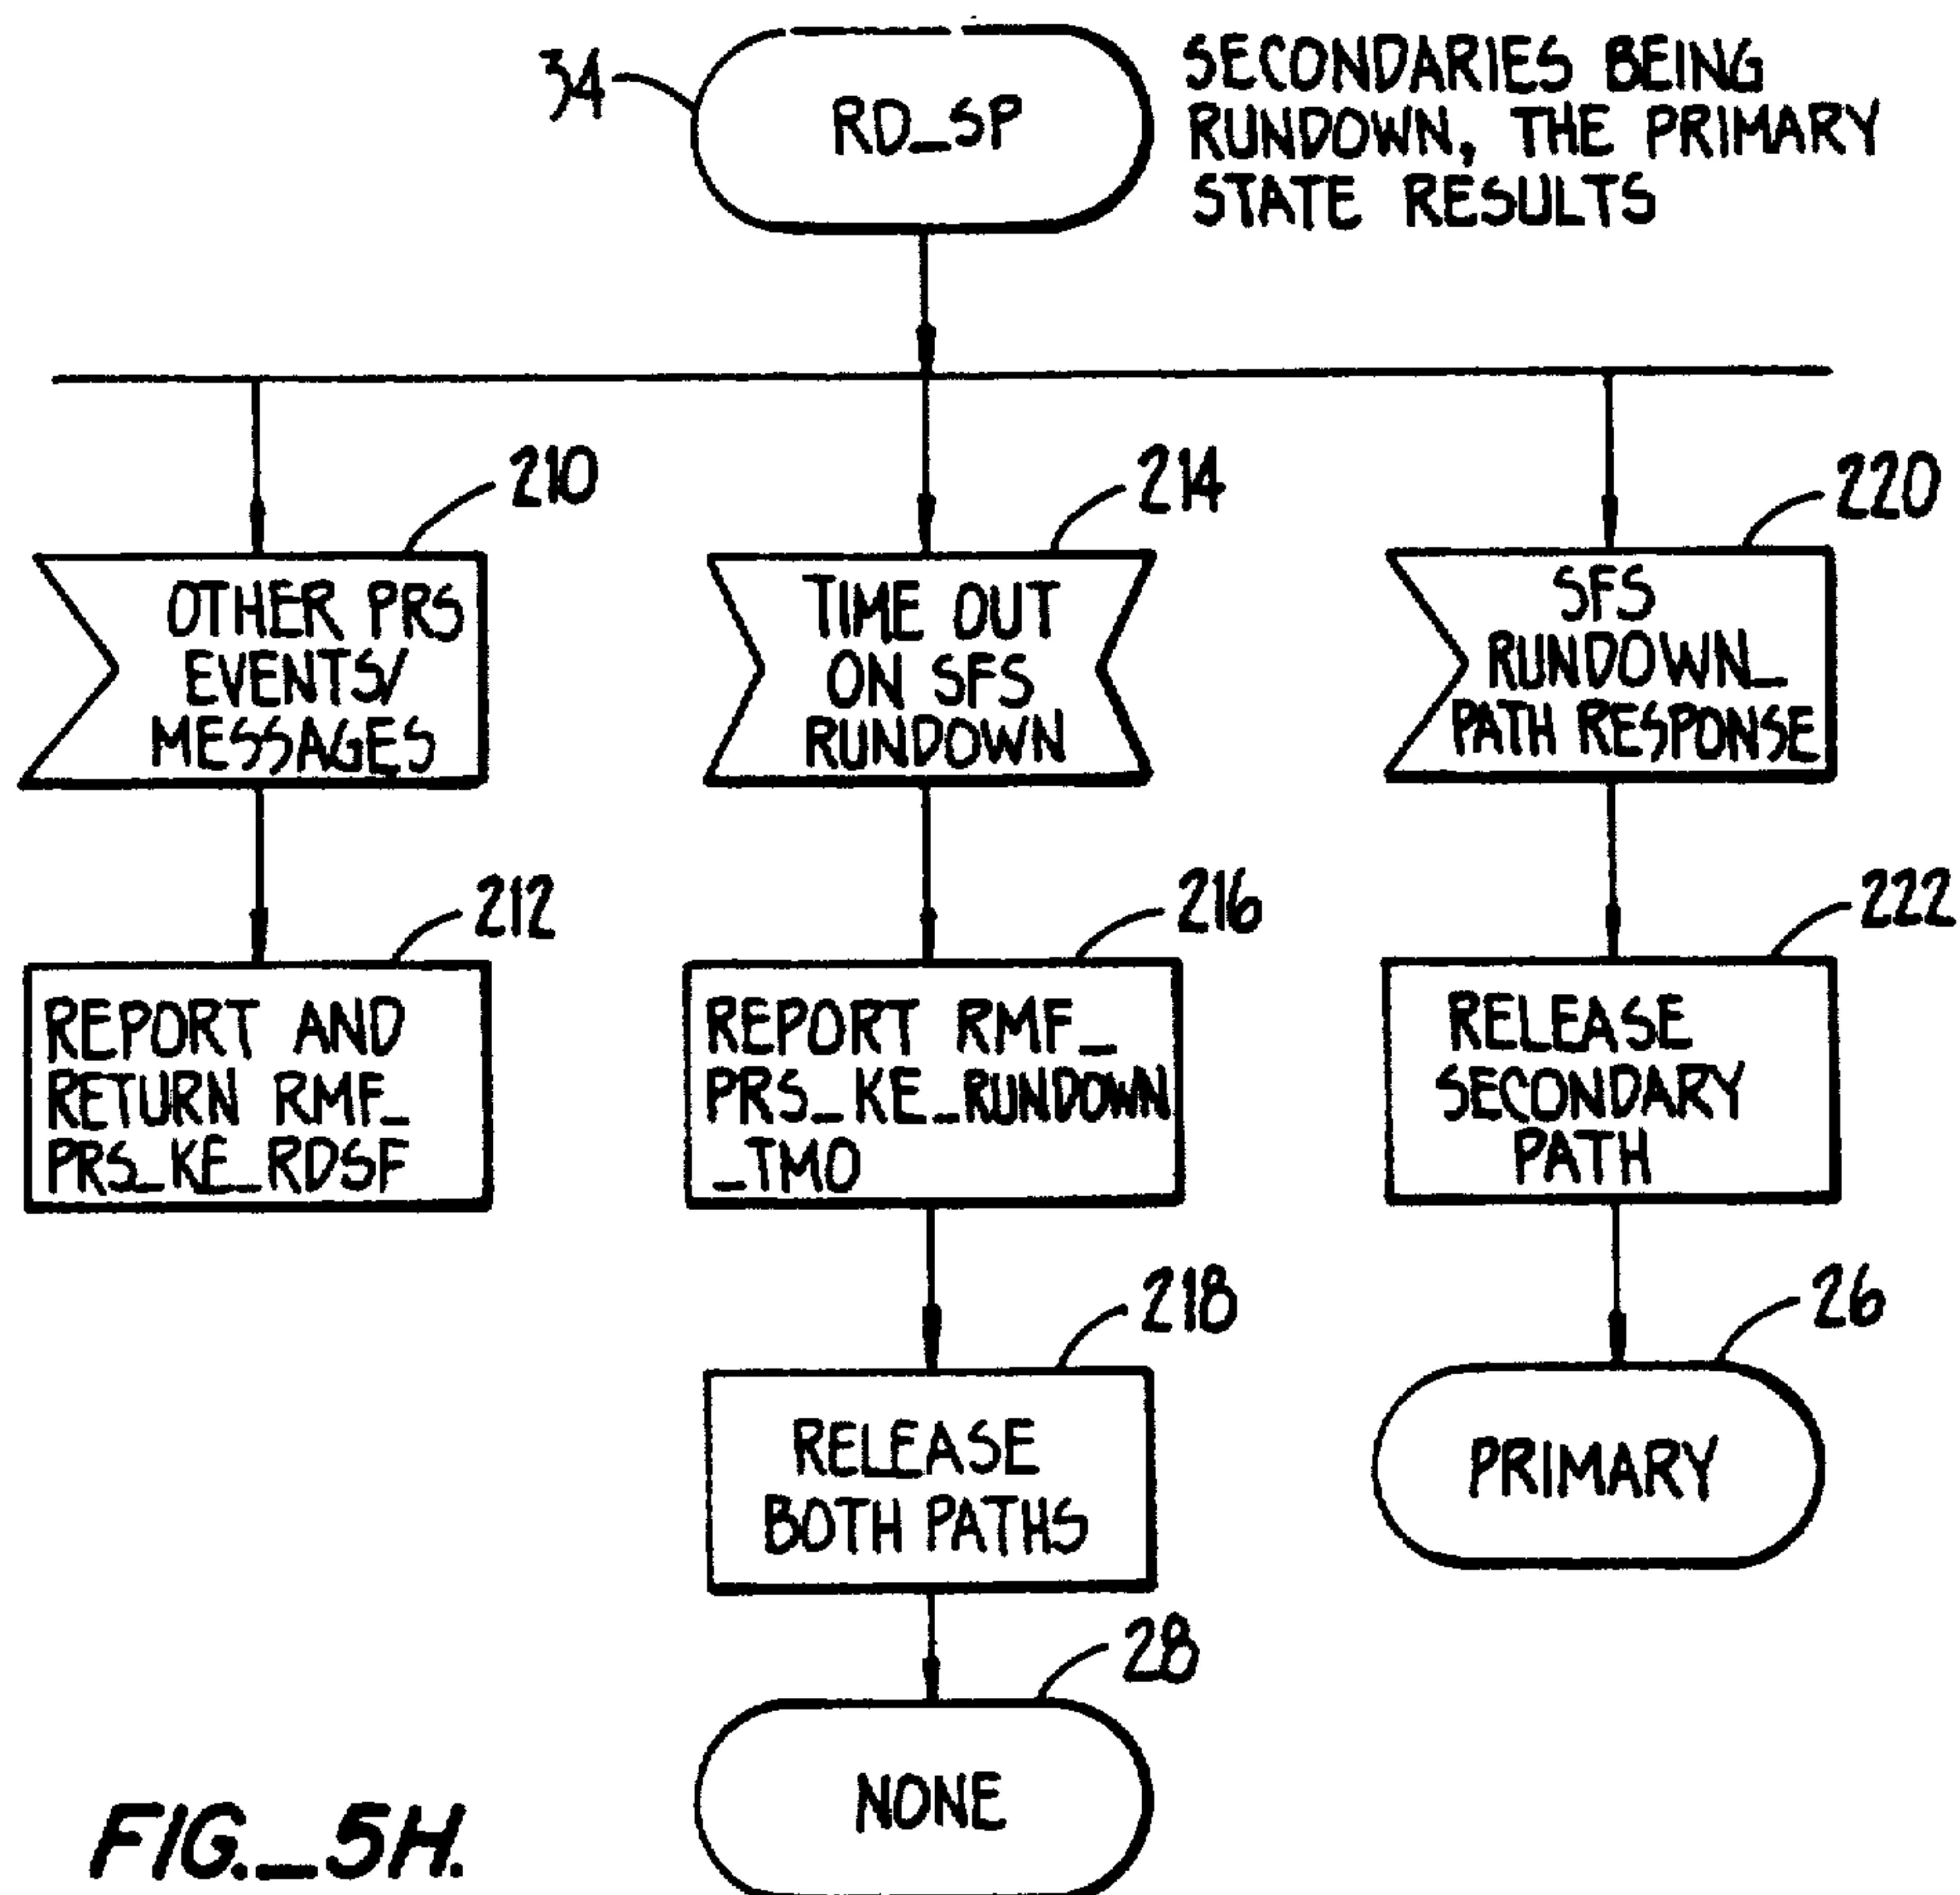 34
RD_SP
SECONDARIES BEING
RUNDOWN, THE PRIMARY
STATE RESULTS
210
214
220
OTHER PRS
EVENTS/
MESSAGES
TIME OUT
ON SFS
RUNDOWN
SFS
RUNDOWN_
PATH RESPONSE
212
216
222
REPORT AND
RETURN RMF_
PRS_KE_RDSF
REPORT RMF_
PRS_KE_RUNDOWN
_TMO
RELEASE
SECONDARY
PATH
218
26
RELEASE
BOTH PATHS
PRIMARY
28
NONE
FIG._5H.